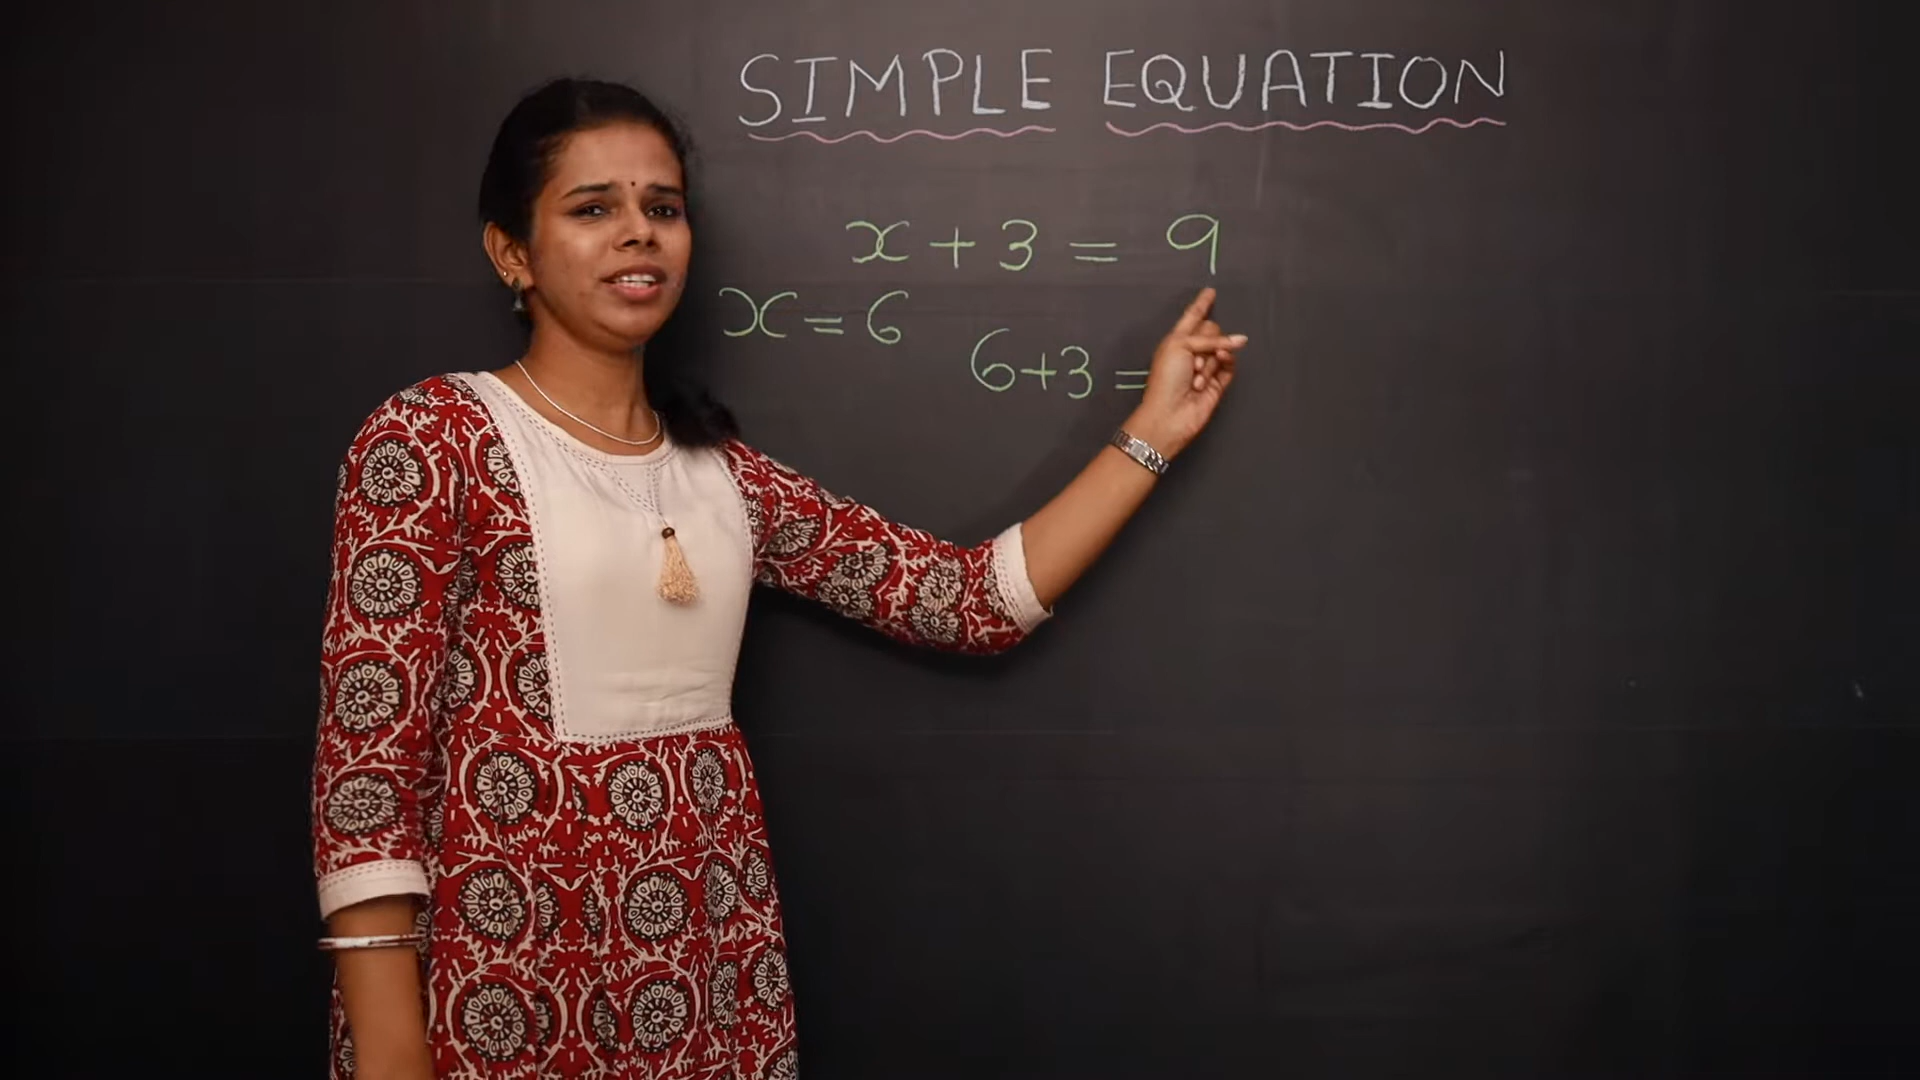 SIMPLE EQUATION
x + 3 = 9
x = 6
6+3 =